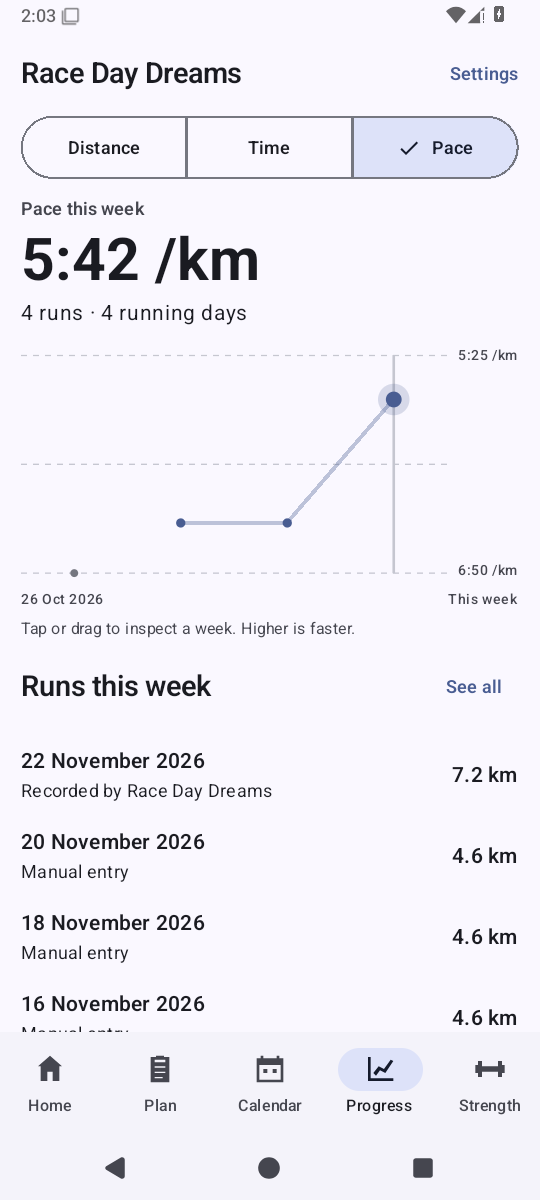 2:03
Race Day Dreams
Settings
Distance
Time
Pace
Pace this week
5:42 /km
4 runs · 4 running days
5:25 /km
6:50 /km
26 Oct 2026
This week
Tap or drag to inspect a week. Higher is faster.
Runs this week
See all
22 November 2026
7.2 km
Recorded by Race Day Dreams
20 November 2026
4.6 km
Manual entry
18 November 2026
4.6 km
Manual entry
16 November 2026
4.6 km
Manual entry
Home
Plan
Calendar
Progress
Strength